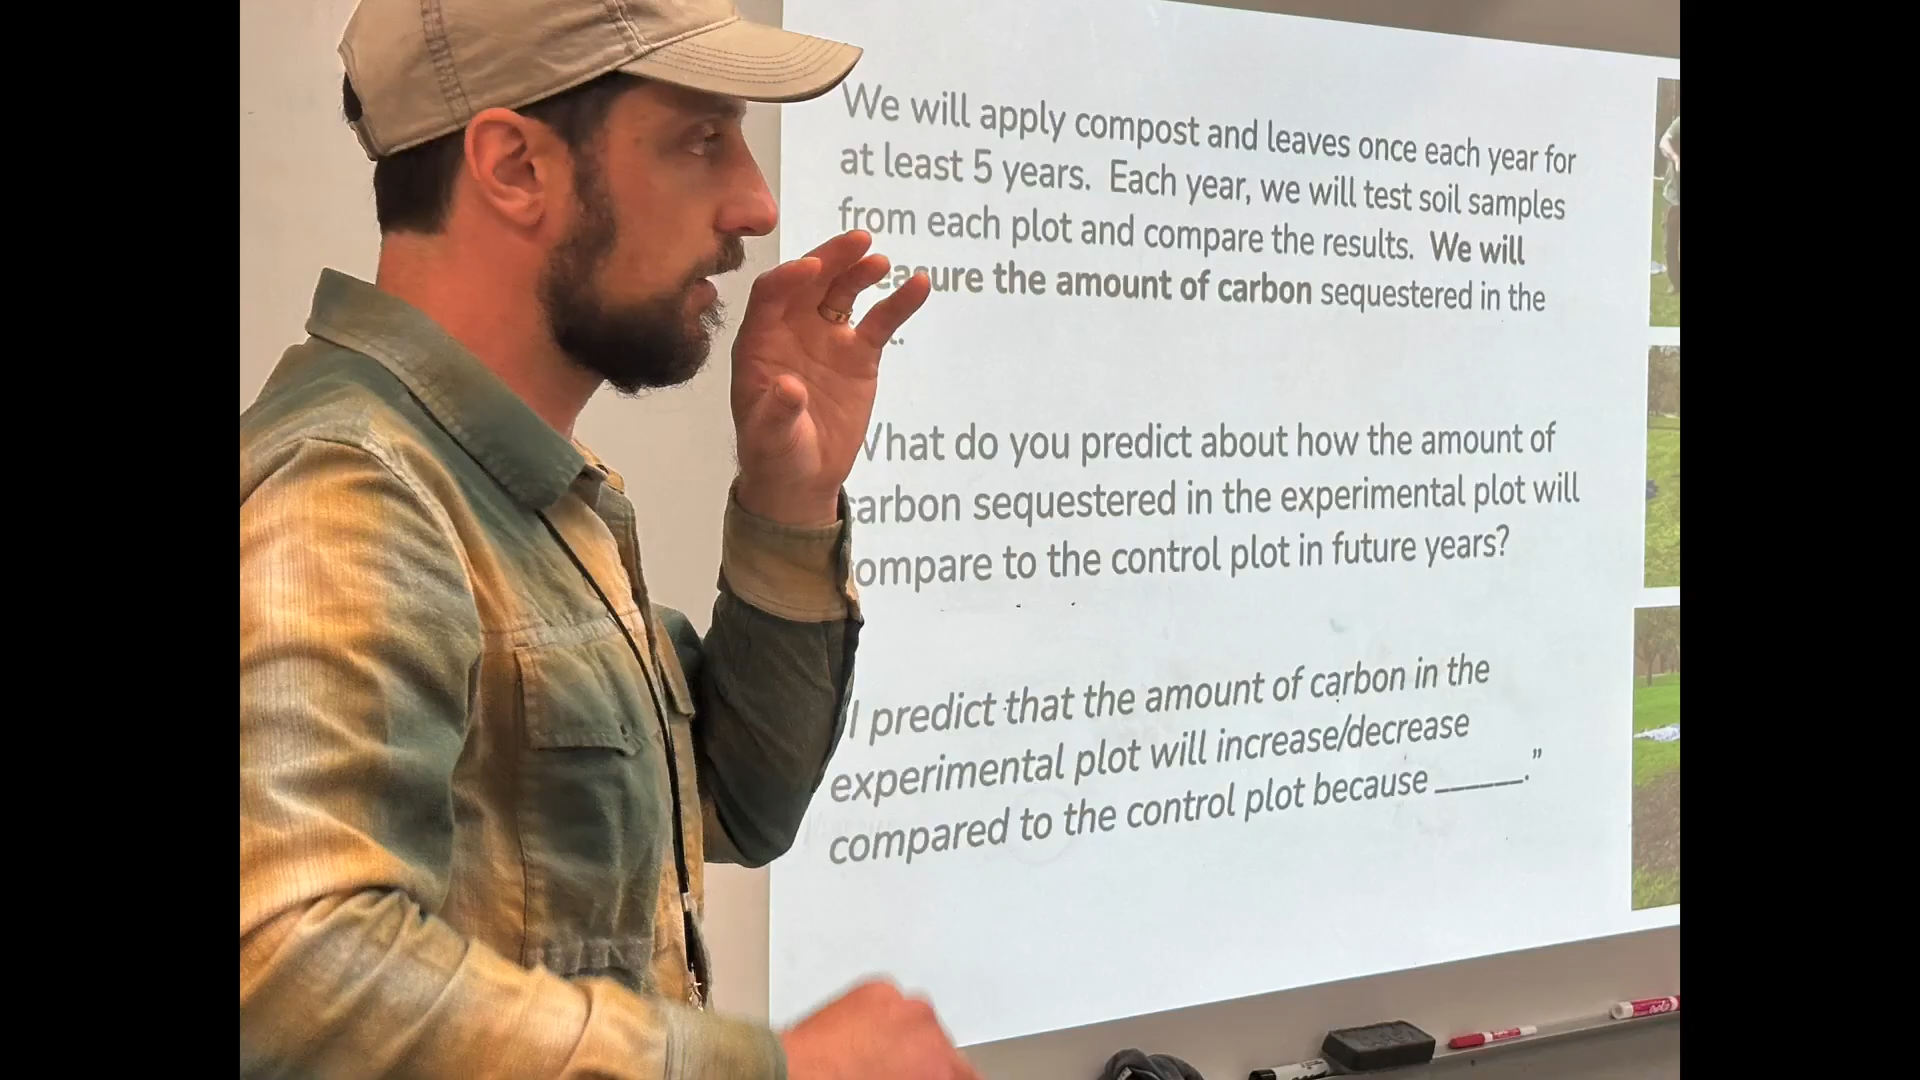 We will apply compost and leaves once each year for
at least 5 years. Each year, we will test soil samples
from each plot and compare the results. We will
easure the amount of carbon sequestered in the
What do you predict about how the amount of
carbon sequestered in the experimental plot will
compare to the control plot in future years?
"I predict that the amount of carbon in the
experimental plot will increase/decrease
compared to the control plot because _____."